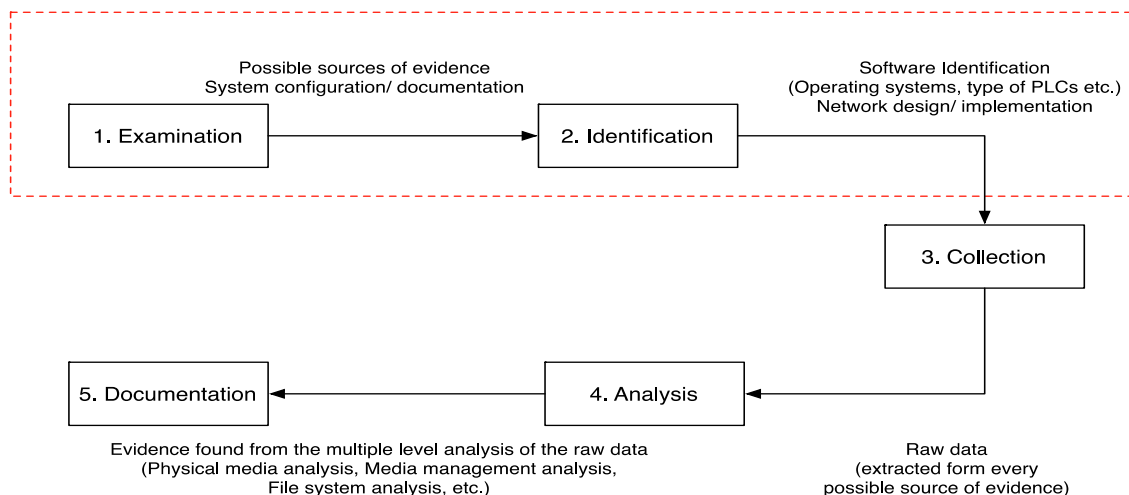 Possible sources of evidence
System configuration/ documentation
Software Identification
(Operating systems, type of PLCs etc.)
Network design/ implementation
1. Examination
2. Identification
3. Collection
5. Documentation
4. Analysis
Evidence found from the multiple level analysis of the raw data
(Physical media analysis, Media management analysis,
File system analysis, etc.)
Raw data
(extracted form every
possible source of evidence)